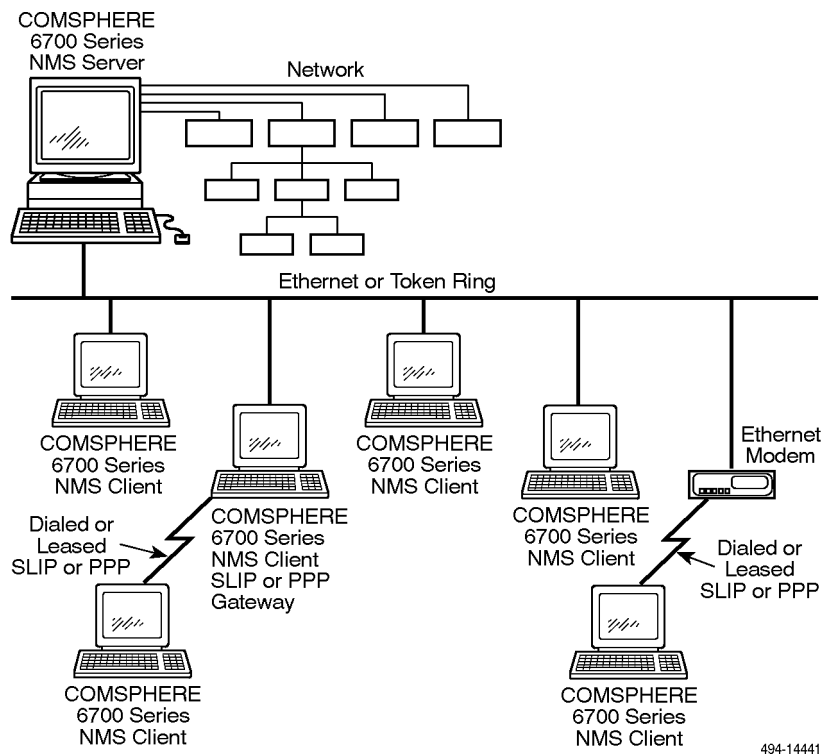 COMSPHERE
6700 Series
NMS Server
Network
Ethernet or Token Ring
COMSPHERE
6700 Series
NMS Client
COMSPHERE
6700 Series
NMS Client
SLIP or PPP
Gateway
COMSPHERE
6700 Series
NMS Client
COMSPHERE
6700 Series
NMS Client
Ethernet
Modem
Dialed or
Leased
SLIP or PPP
Dialed or
Leased
SLIP or PPP
COMSPHERE
6700 Series
NMS Client
COMSPHERE
6700 Series
NMS Client
494-14441